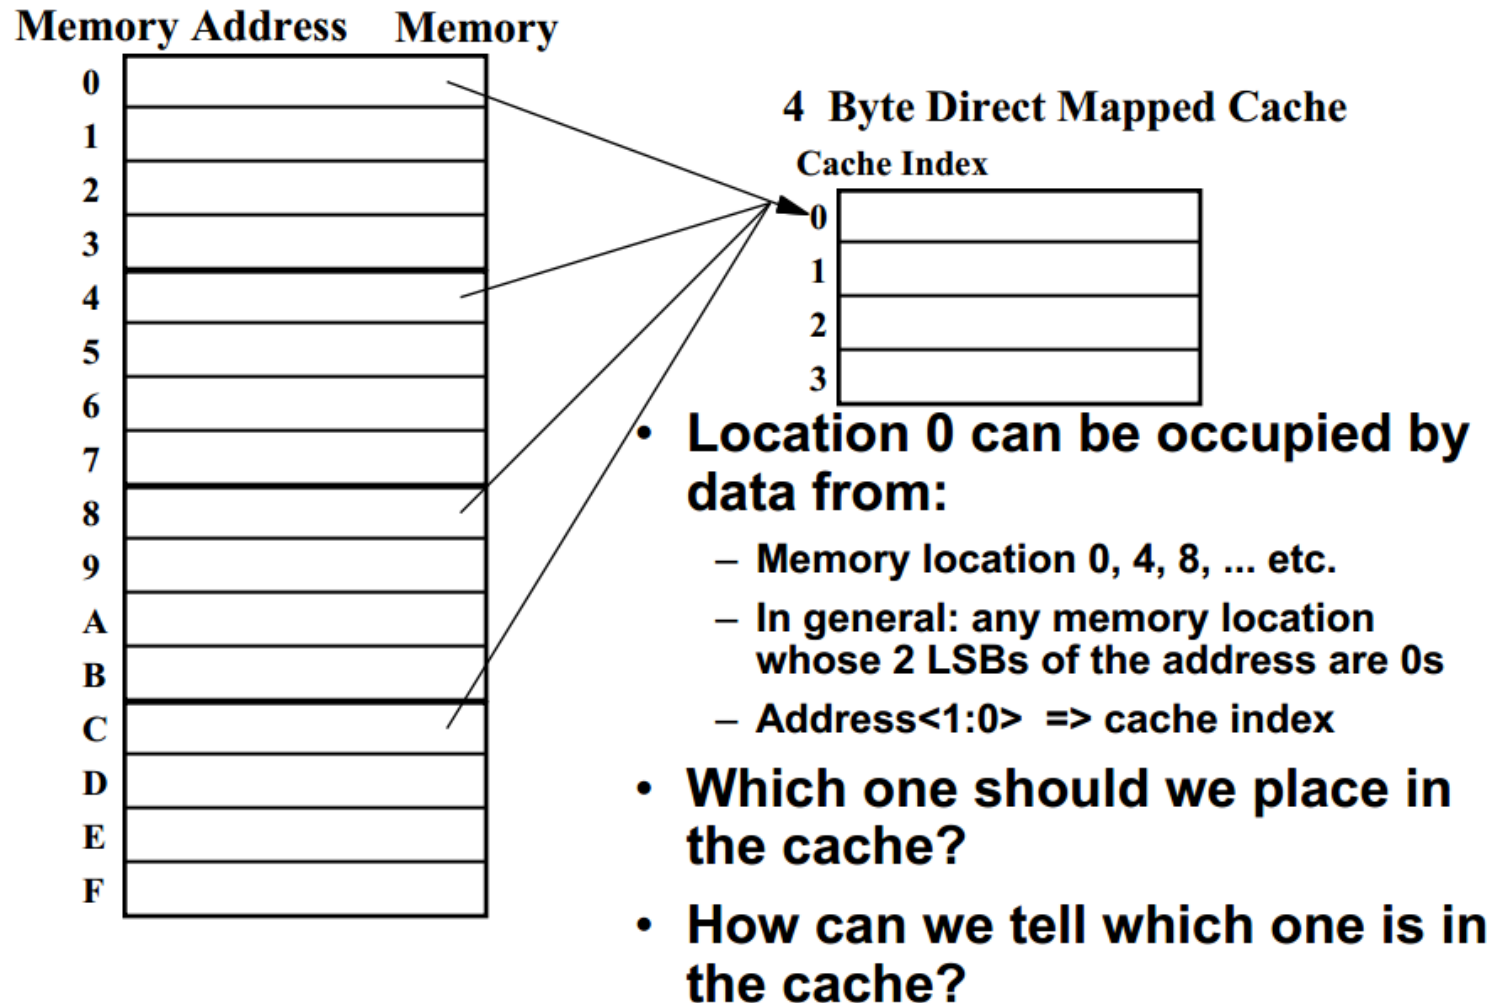 Memory Address Memory
0
1
2
3
4
5
6
7
8
9
A
B
C
D
E
F
4 Byte Direct Mapped Cache
Cache Index
0
1
2
3
• Location 0 can be occupied by
data from:
– Memory location 0, 4, 8, ... etc.
– In general: any memory location
whose 2 LSBs of the address are 0s
– Address<1:0> => cache index
• Which one should we place in
the cache?
• How can we tell which one is in
the cache?